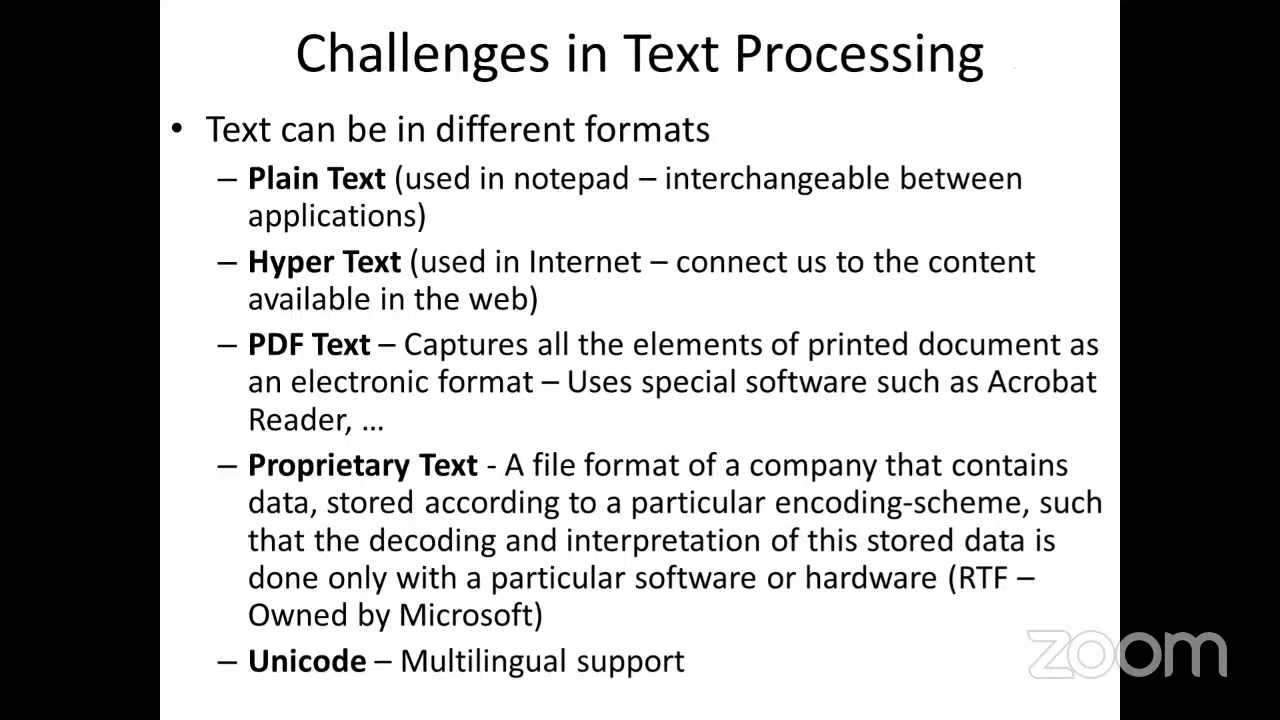 Challenges in Text Processing
• Text can be in different formats
– Plain Text (used in notepad – interchangeable between
applications)
– Hyper Text (used in Internet – connect us to the content
available in the web)
– PDF Text – Captures all the elements of printed document as
an electronic format – Uses special software such as Acrobat
Reader, ...
– Proprietary Text - A file format of a company that contains
data, stored according to a particular encoding-scheme, such
that the decoding and interpretation of this stored data is
done only with a particular software or hardware (RTF –
Owned by Microsoft)
– Unicode – Multilingual support
zoom